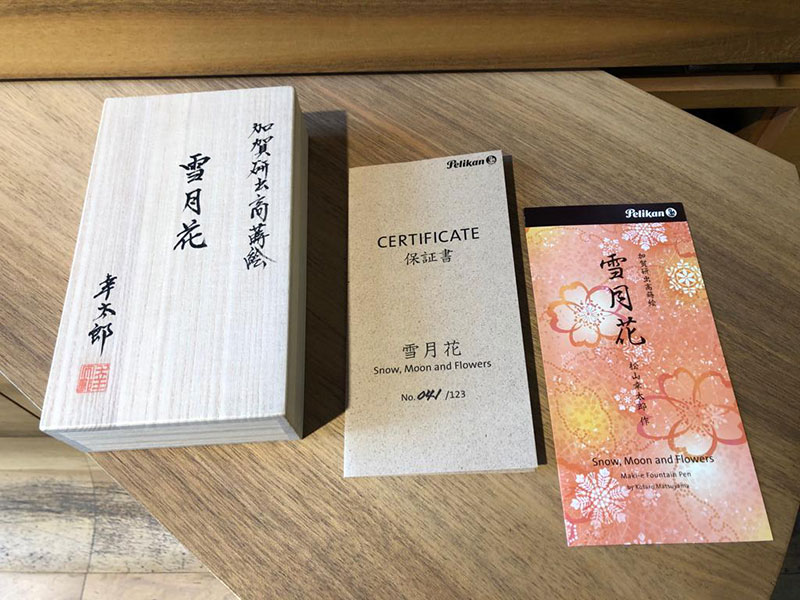 加賀研出高蒔絵
雪月花
幸太郎
Pelikan
CERTIFICATE
保証書
雪月花
Snow, Moon and Flowers
No. 041 /123
Pelikan
加賀研出高蒔絵
雪月花
松山幸太郎 作
Snow, Moon and Flowers
Maki-e Fountain Pen
by Kotaro Matsuyama